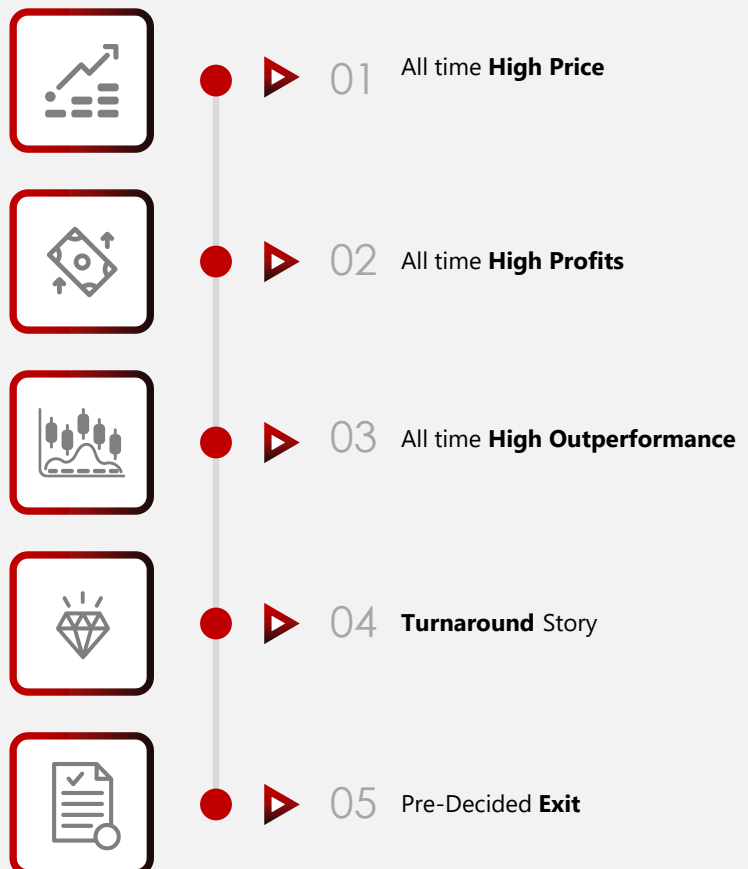 01 All time High Price
02 All time High Profits
03 All time High Outperformance
04 Turnaround Story
05 Pre-Decided Exit